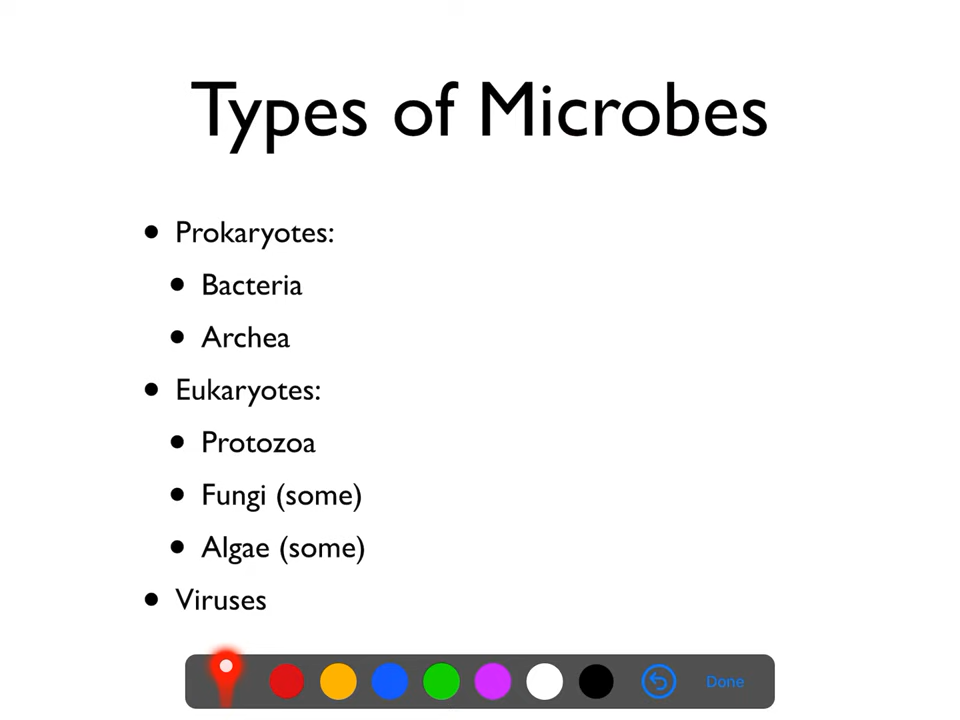 Types of Microbes
• Prokaryotes:
• Bacteria
• Archea
• Eukaryotes:
• Protozoa
• Fungi (some)
• Algae (some)
• Viruses
Done